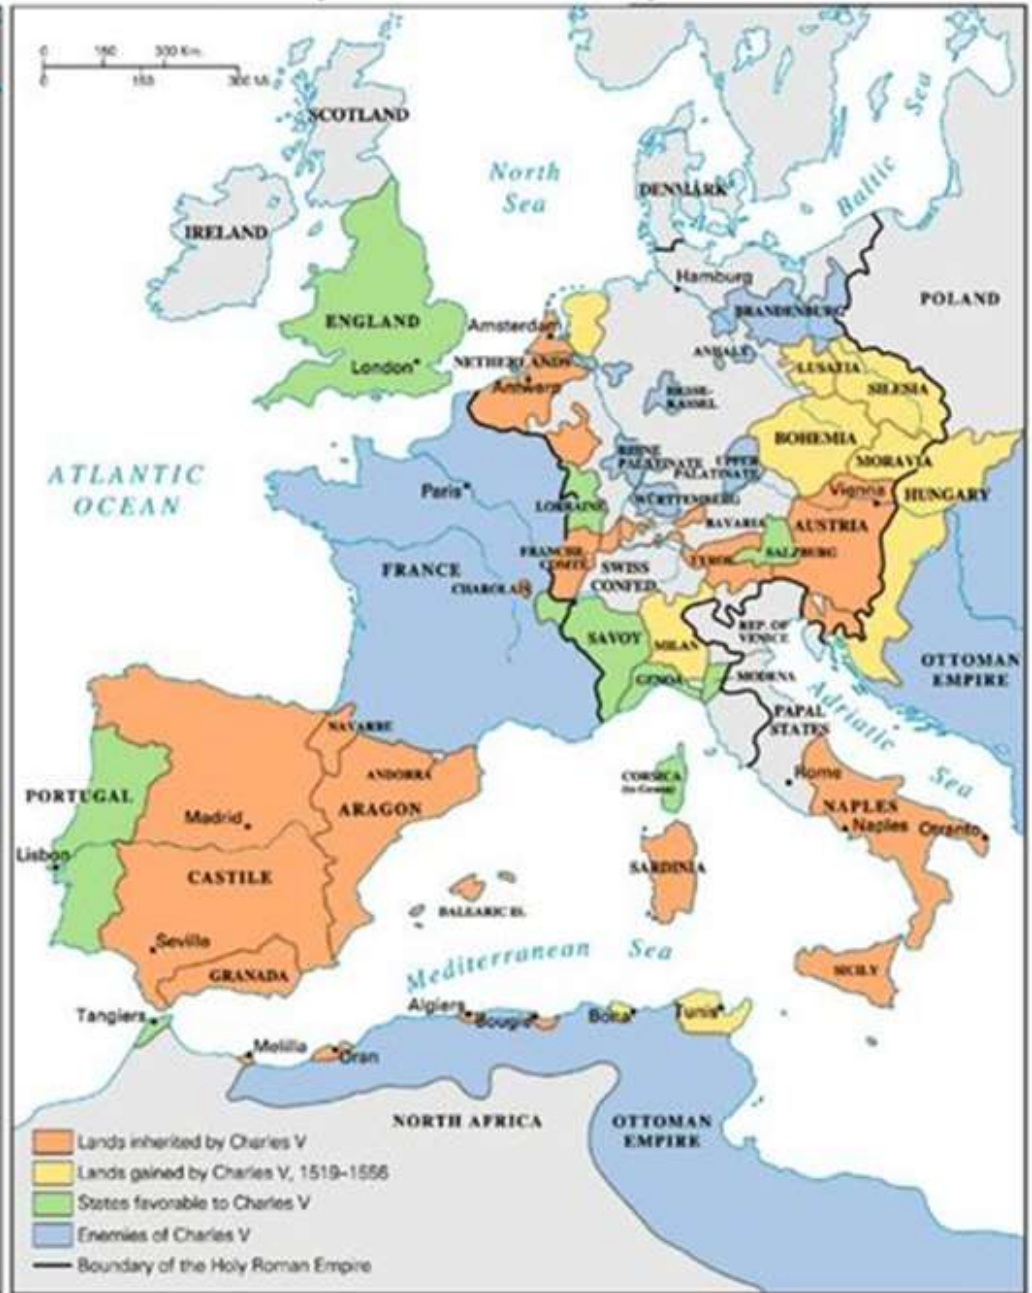 0 150 300 Km.
0 150 300 Mi.
SCOTLAND
North
Sea
Baltic
Sea
DENMARK
IRELAND
Hamburg
POLAND
BRANDENBURG
ENGLAND
Amsterdam
London
NETHERLANDS
ANHALT
LUSATIA
Antwerp
HESSE-
KASSEL
SILESIA
BOHEMIA
MORAVIA
ATLANTIC
OCEAN
RHINE
PALATINATE
UPPER
PALATINATE
Paris
Vienna
HUNGARY
LORRAINE
WÜRTTEMBERG
BAVARIA
AUSTRIA
FRANCE
FRANCHE-
COMTÉ
SWISS
CONFED.
TYROL
SALZBURG
CHAROLAIS
SAVOY
MILAN
REP. OF
VENICE
OTTOMAN
EMPIRE
GENOA
MODENA
PAPAL
STATES
Adriatic
Sea
NAVARRE
ANDORRA
CORSICA
(to Genoa)
Rome
PORTUGAL
ARAGON
NAPLES
Madrid
Naples
Otranto
Lisbon
CASTILE
SARDINIA
BALEARIC IS.
Seville
GRANADA
Mediterranean Sea
SICILY
Tangiers
Algiers
Bougie
Bona
Tunis
Melilla
Oran
NORTH AFRICA
OTTOMAN
EMPIRE
Lands inherited by Charles V
Lands gained by Charles V, 1519–1556
States favorable to Charles V
Enemies of Charles V
Boundary of the Holy Roman Empire